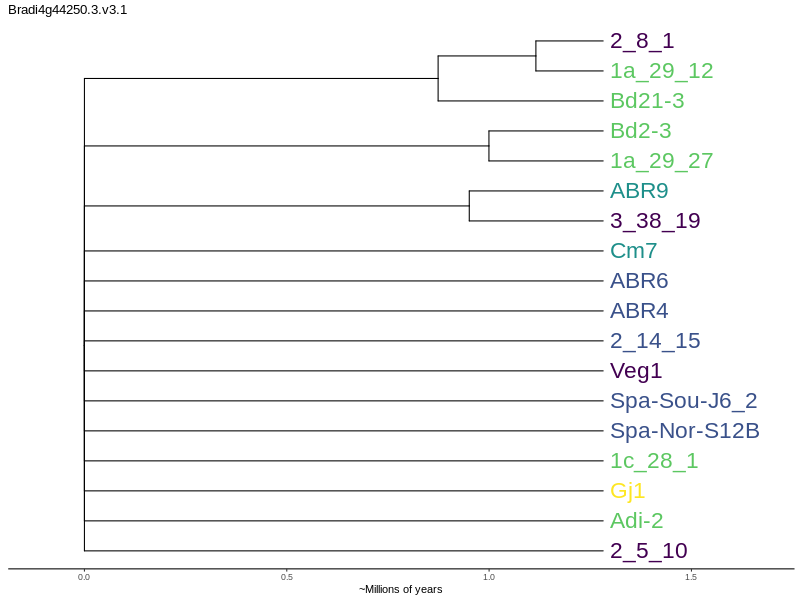 Bradi4g44250.3.v3.1
2_8_1
1a_29_12
Bd21-3
Bd2-3
1a_29_27
ABR9
3_38_19
Cm7
ABR6
ABR4
2_14_15
Veg1
Spa-Sou-J6_2
Spa-Nor-S12B
1c_28_1
Gj1
Adi-2
2_5_10
0.0 0.5 1.0 1.5
~Millions of years